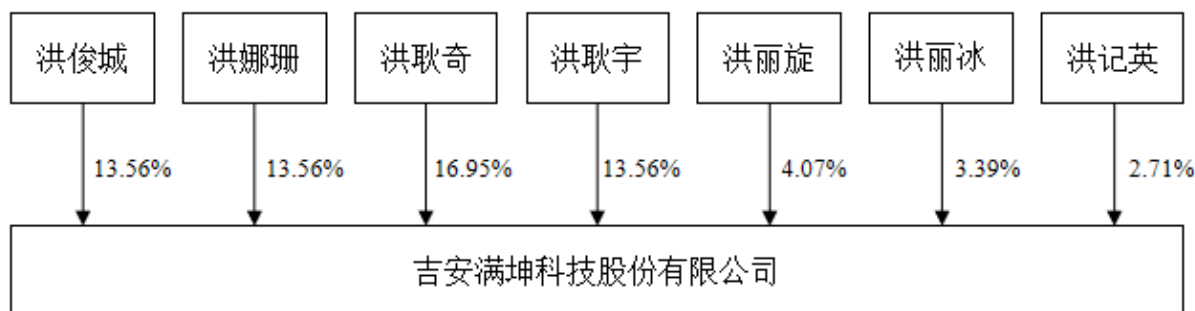 洪俊城 洪娜珊 洪耿奇 洪耿宇 洪丽旋 洪丽冰 洪记英
13.56% 13.56% 16.95% 13.56% 4.07% 3.39% 2.71%
吉安满坤科技股份有限公司